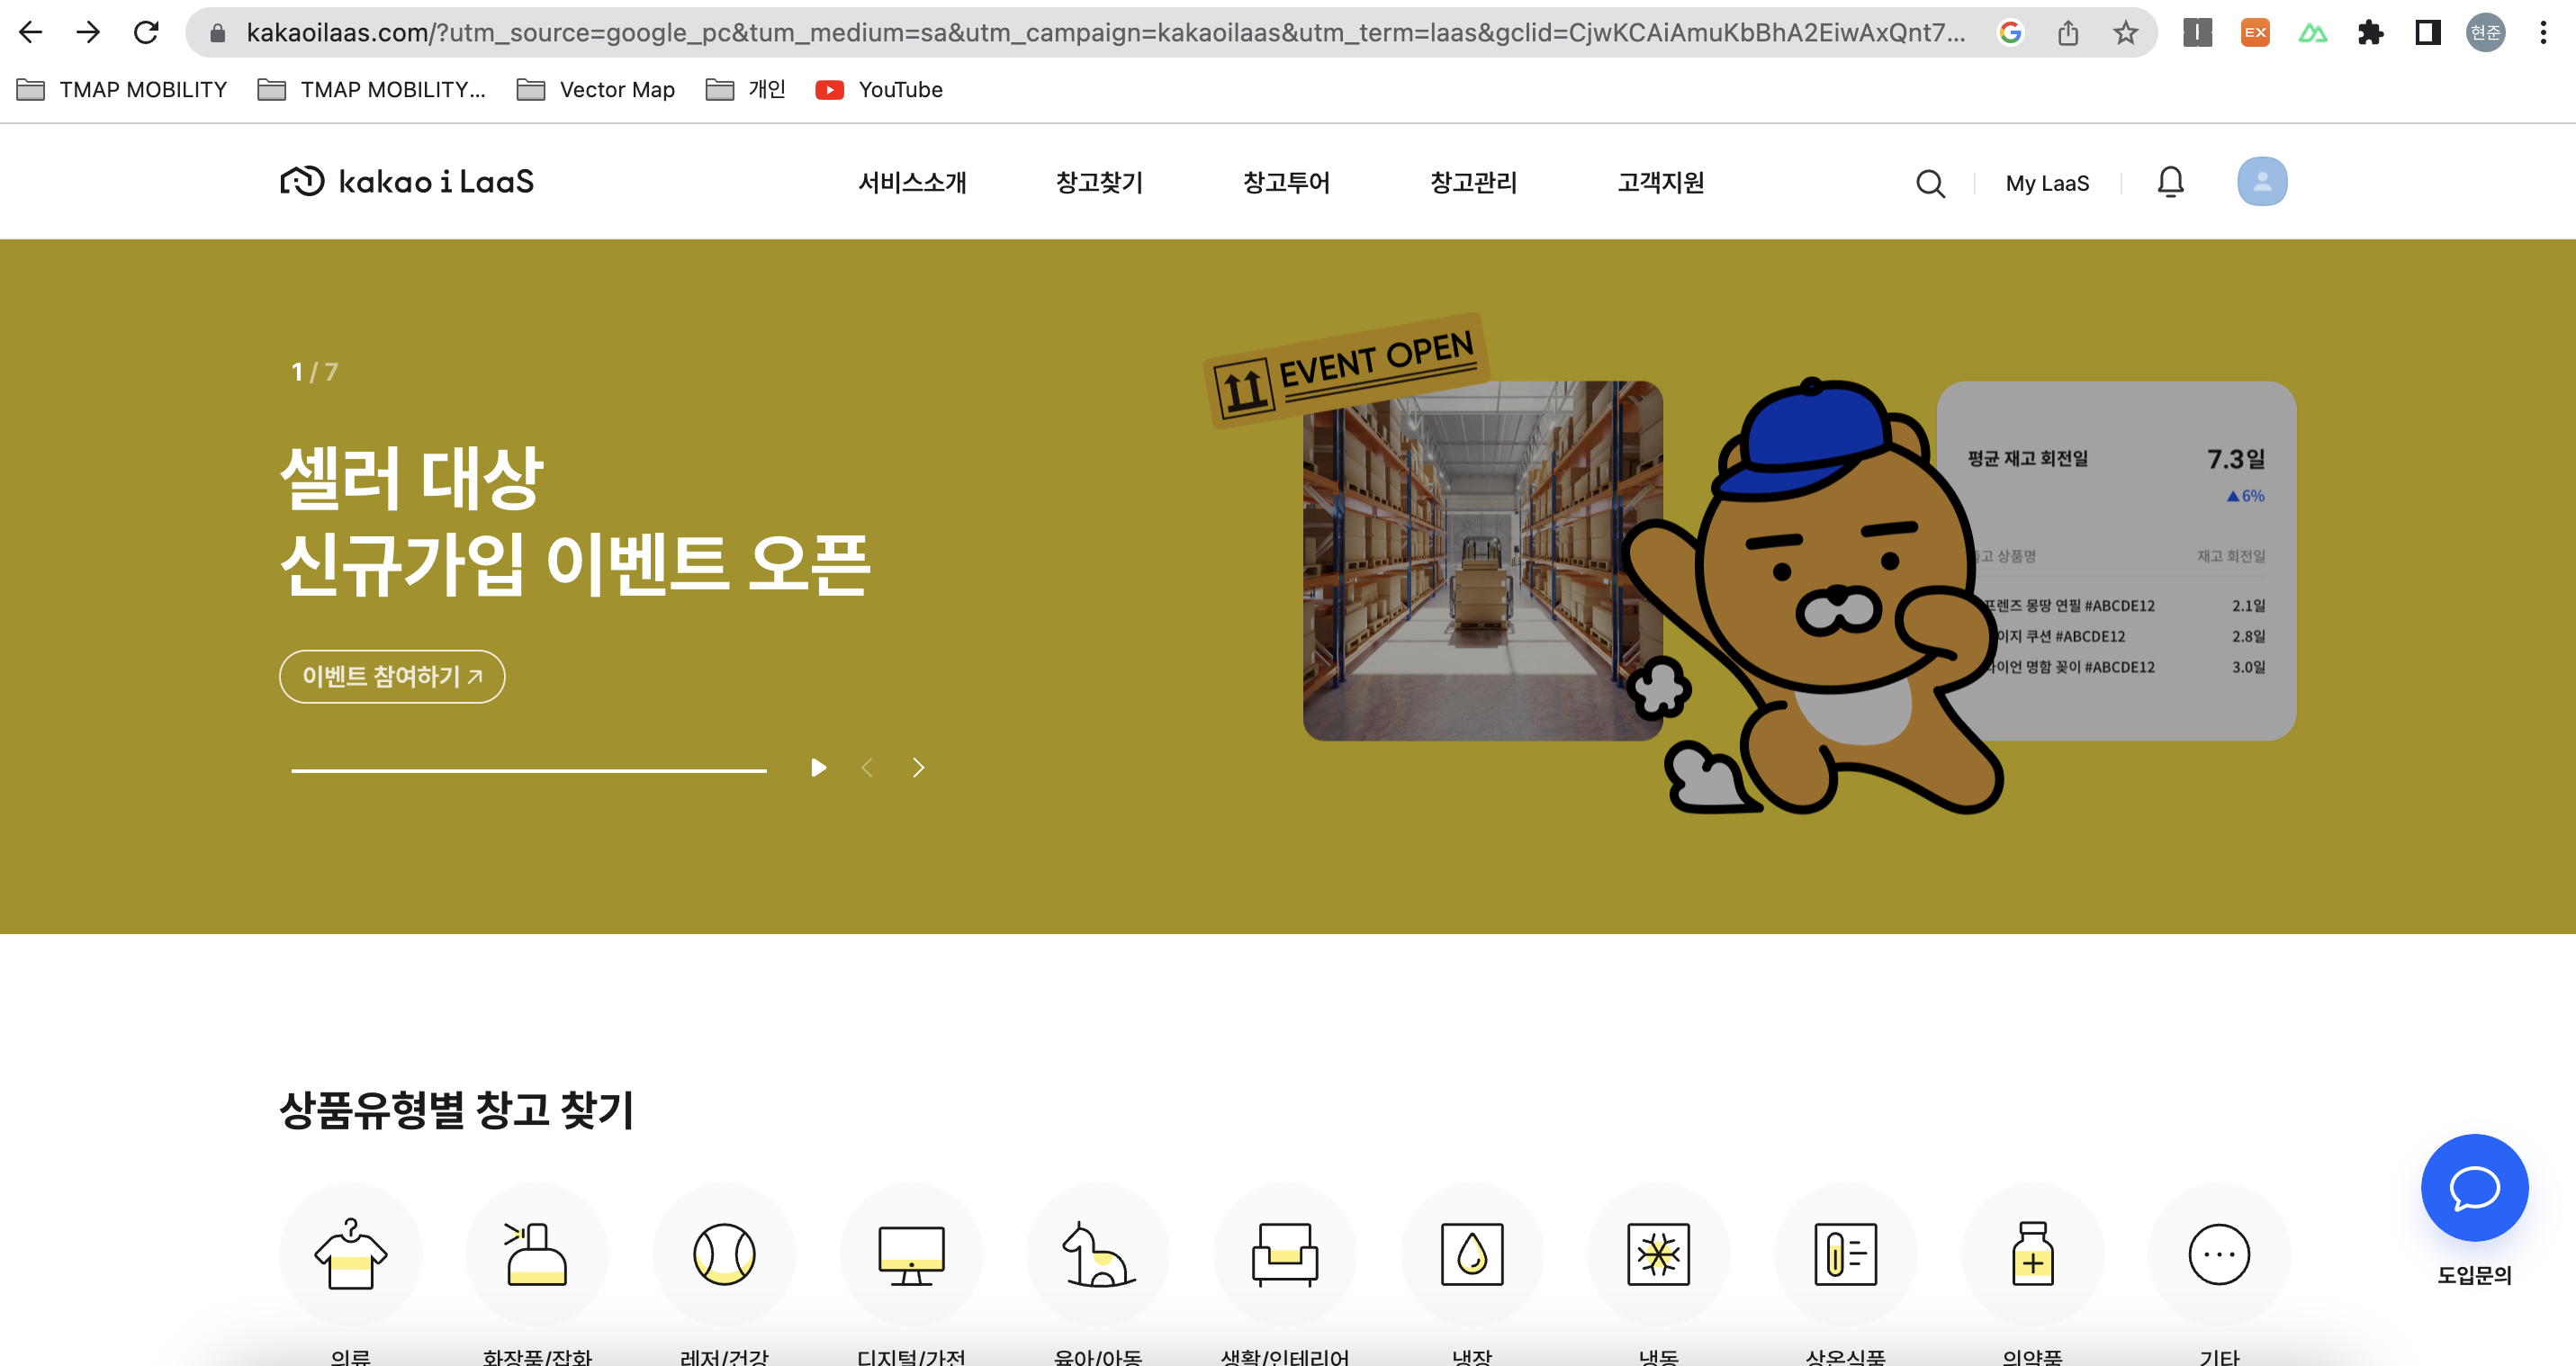 kakaoilaas.com/?utm_source=google_pc&tum_medium=sa&utm_campaign=kakaoilaas&utm_term=laas&gclid=CjwKCAiAmuKbBhA2EiwAxQnt7...
EX
현준
TMAP MOBILITY
TMAP MOBILITY...
Vector Map
개인
YouTube
kakao i LaaS
서비스소개
창고찾기
창고투어
창고관리
고객지원
My LaaS
1 / 7
셀러 대상
신규가입 이벤트 오픈
이벤트 참여하기
EVENT OPEN
평균 재고 회전일
7.3일
▲6%
고 상품명
재고 회전일
프렌즈 몽땅 연필 #ABCDE12
2.1일
이지 쿠션 #ABCDE12
2.8일
라이언 명함 꽂이 #ABCDE12
3.0일
상품유형별 창고 찾기
의류
화장품/잡화
레저/건강
디지털/가전
육아/아동
생활/인테리어
냉장
냉동
상온식품
의약품
기타
도입문의